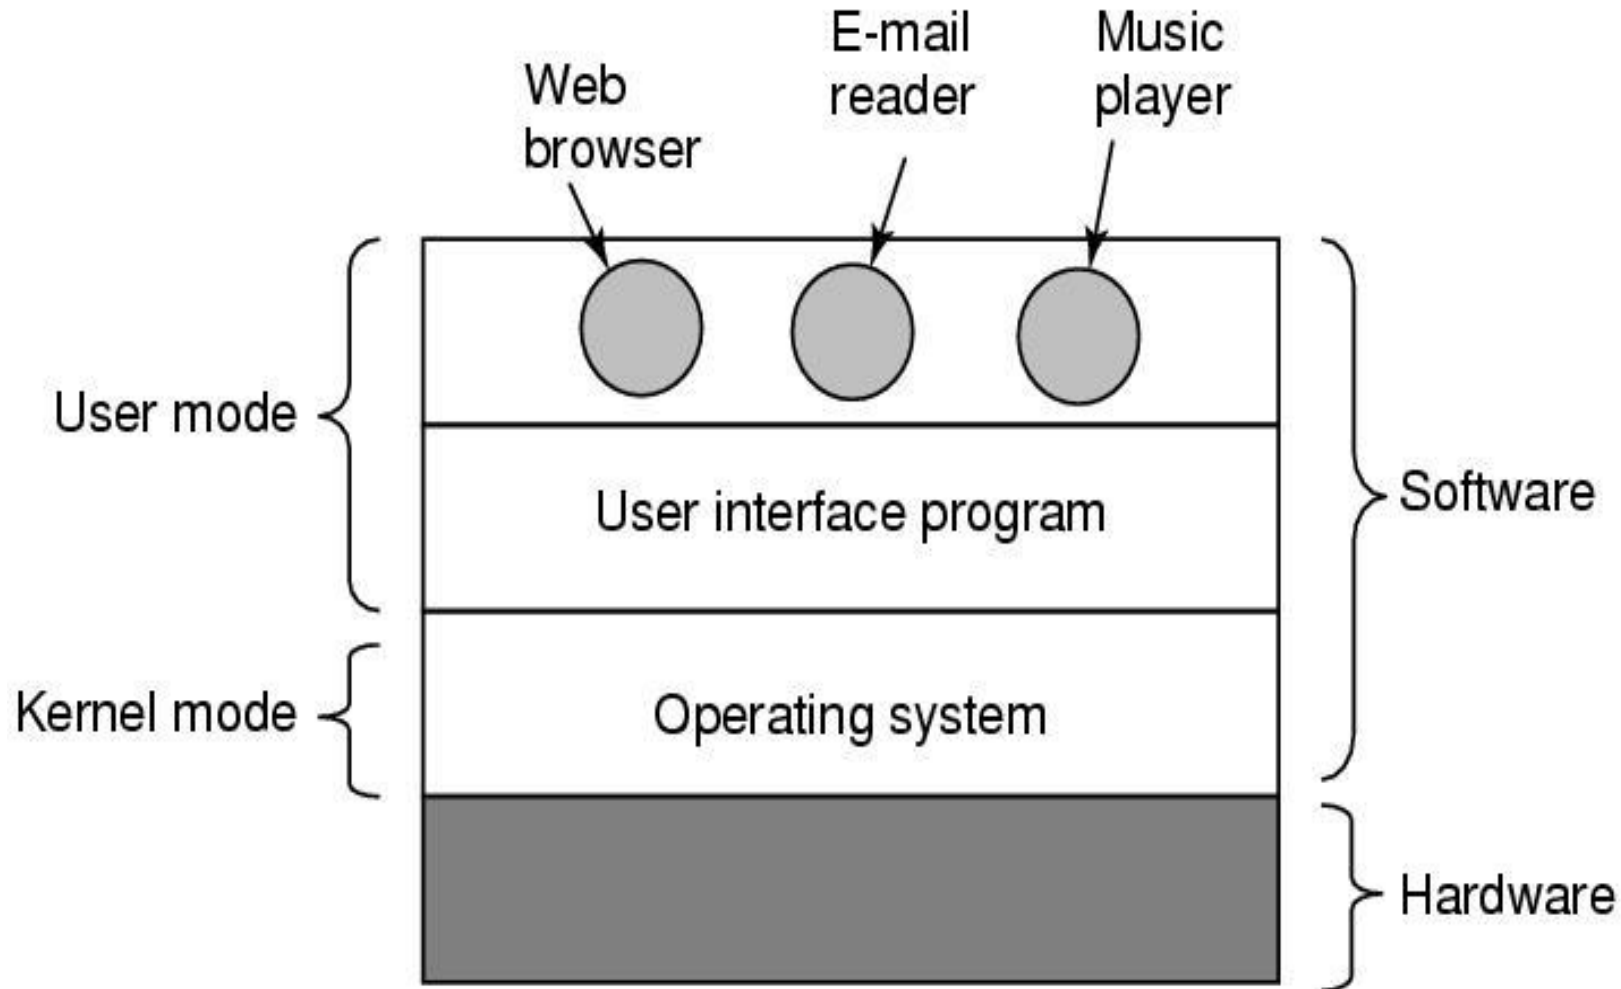 Web
browser
E-mail
reader
Music
player
User mode
User interface program
Software
Kernel mode
Operating system
Hardware